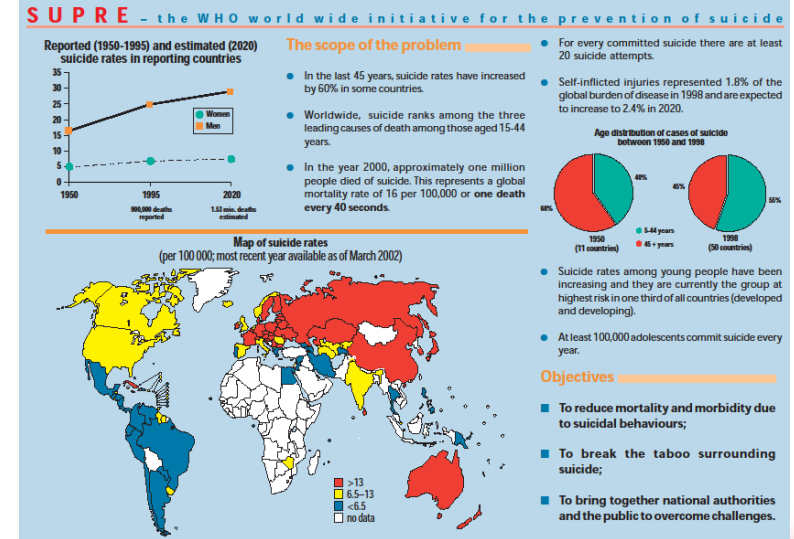 SUPRE – the WHO world wide initiative for the prevention of suicide
Reported (1950-1995) and estimated (2020)
suicide rates in reporting countries
35
30
25
20
15
10
5
0
Women
Men
1950
1995
2020
900,000 deaths
reported
1.53 mio. deaths
estimated
The scope of the problem
In the last 45 years, suicide rates have increased
by 60% in some countries.
Worldwide, suicide ranks among the three
leading causes of death among those aged 15-44
years.
In the year 2000, approximately one million
people died of suicide. This represents a global
mortality rate of 16 per 100,000 or one death
every 40 seconds.
For every committed suicide there are at least
20 suicide attempts.
Self-inflicted injuries represented 1.8% of the
global burden of disease in 1998 and are expected
to increase to 2.4% in 2020.
Age distribution of cases of suicide
between 1950 and 1998
40%
60%
45%
55%
1950
(11 countries)
5-44 years
45 + years
1998
(50 countries)
Map of suicide rates
(per 100 000; most recent year available as of March 2002)
1
>13
6.5–13
<6.5
no data
Suicide rates among young people have been
increasing and they are currently the group at
highest risk in one third of all countries (developed
and developing).
At least 100,000 adolescents commit suicide every
year.
Objectives
To reduce mortality and morbidity due
to suicidal behaviours;
To break the taboo surrounding
suicide;
To bring together national authorities
and the public to overcome challenges.